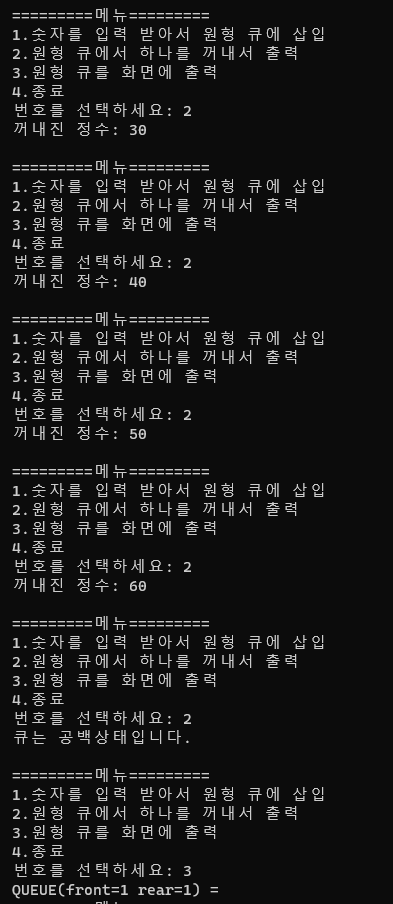 =========메뉴=========
1.숫자를 입력 받아서 원형 큐에 삽입
2.원형 큐에서 하나를 꺼내서 출력
3.원형 큐를 화면에 출력
4.종료
번호를 선택하세요: 2
꺼내진 정수: 30

=========메뉴=========
1.숫자를 입력 받아서 원형 큐에 삽입
2.원형 큐에서 하나를 꺼내서 출력
3.원형 큐를 화면에 출력
4.종료
번호를 선택하세요: 2
꺼내진 정수: 40

=========메뉴=========
1.숫자를 입력 받아서 원형 큐에 삽입
2.원형 큐에서 하나를 꺼내서 출력
3.원형 큐를 화면에 출력
4.종료
번호를 선택하세요: 2
꺼내진 정수: 50

=========메뉴=========
1.숫자를 입력 받아서 원형 큐에 삽입
2.원형 큐에서 하나를 꺼내서 출력
3.원형 큐를 화면에 출력
4.종료
번호를 선택하세요: 2
꺼내진 정수: 60

=========메뉴=========
1.숫자를 입력 받아서 원형 큐에 삽입
2.원형 큐에서 하나를 꺼내서 출력
3.원형 큐를 화면에 출력
4.종료
번호를 선택하세요: 2
큐는 공백상태입니다.

=========메뉴=========
1.숫자를 입력 받아서 원형 큐에 삽입
2.원형 큐에서 하나를 꺼내서 출력
3.원형 큐를 화면에 출력
4.종료
번호를 선택하세요: 3
QUEUE(front=1 rear=1) =